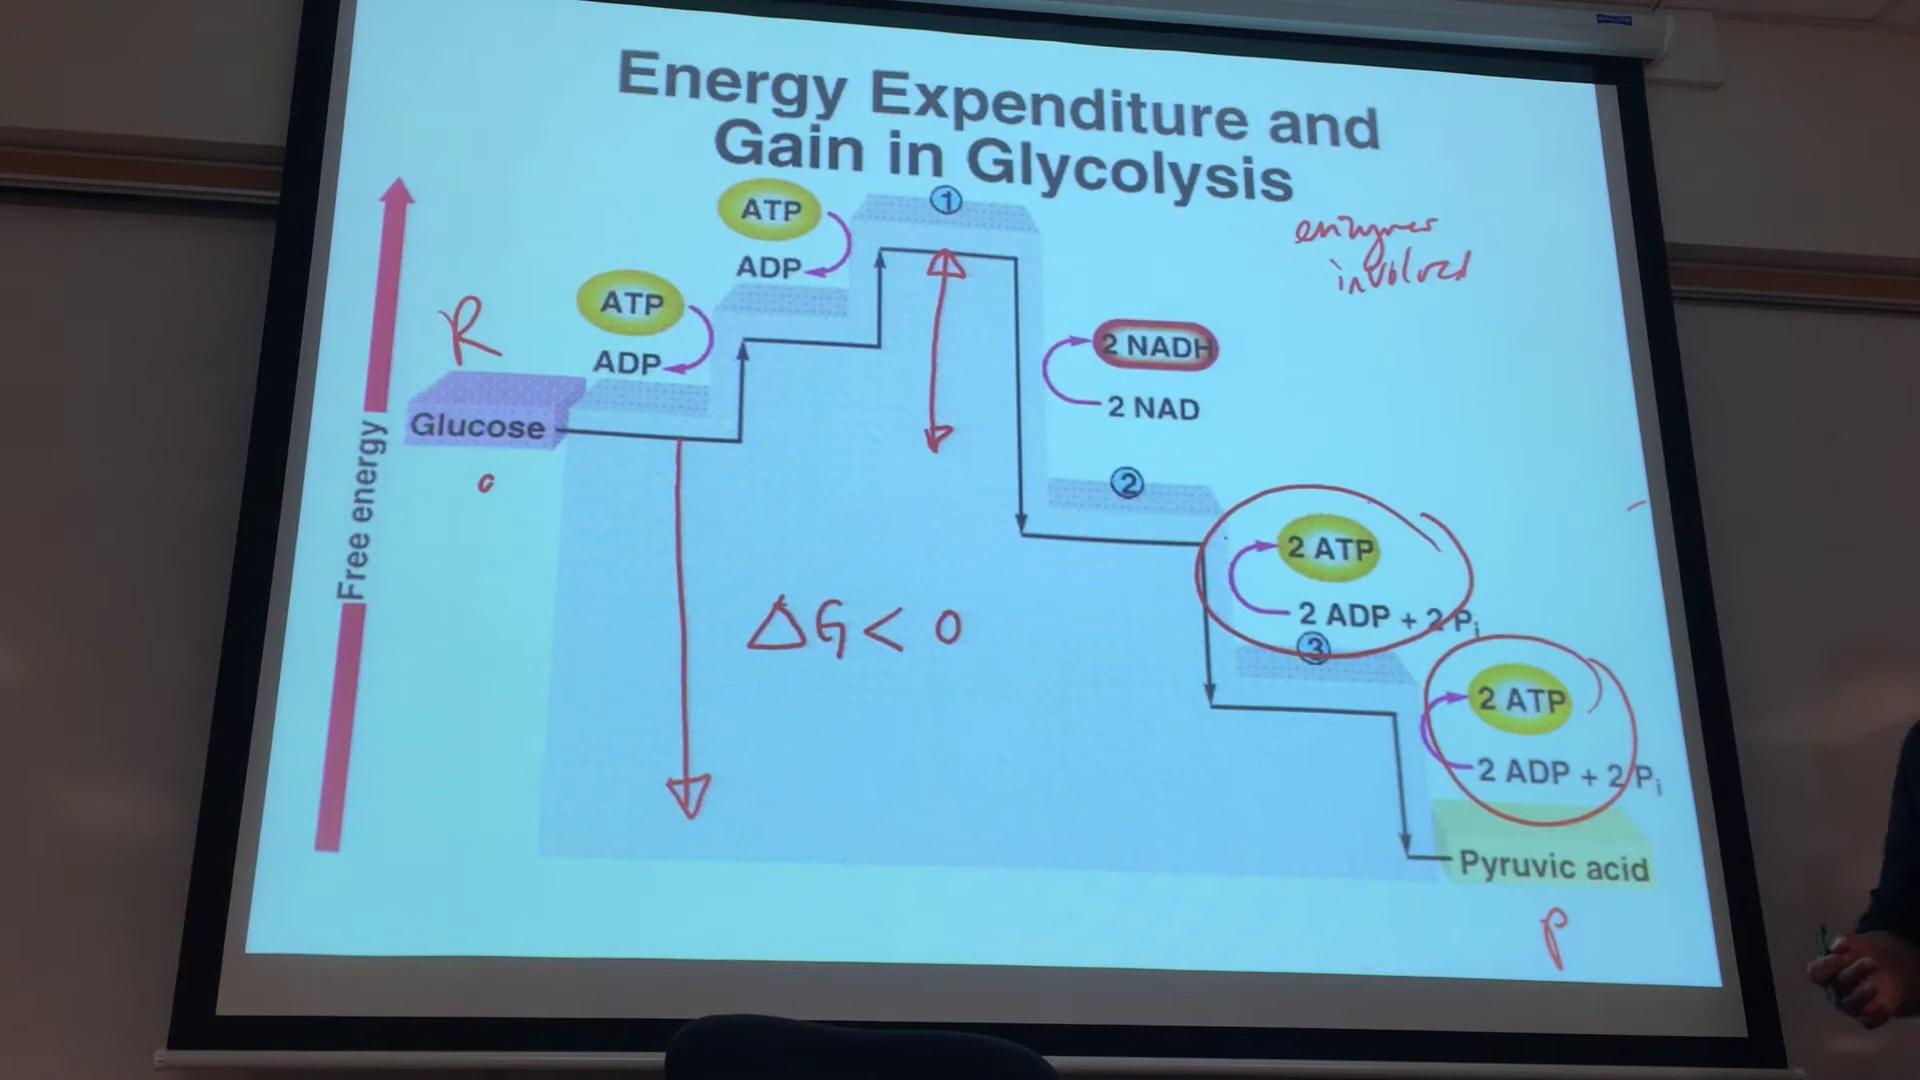 Energy Expenditure and
Gain in Glycolysis
enzymes
involved
ATP
ADP
1
ATP
ADP
R
Glucose
Free energy
2 NADH
2 NAD
2
2 ATP
2 ADP + 2 Pi
3
ΔG < 0
2 ATP
2 ADP + 2 Pi
Pyruvic acid
P